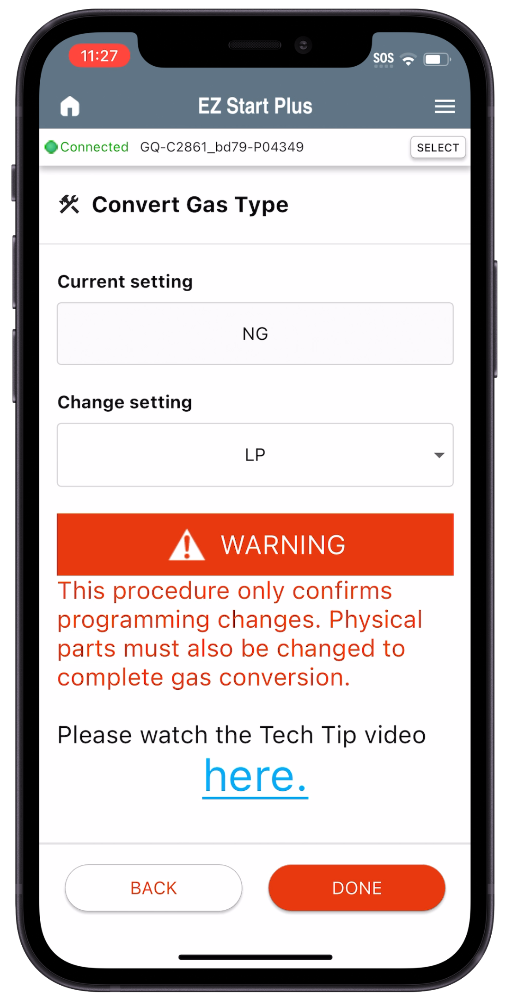 11:27
SOS
EZ Start Plus
Connected GQ-C2861_bd79-P04349 SELECT
Convert Gas Type
Current setting
NG
Change setting
LP
WARNING
This procedure only confirms
programming changes. Physical
parts must also be changed to
complete gas conversion.
Please watch the Tech Tip video
here.
BACK DONE